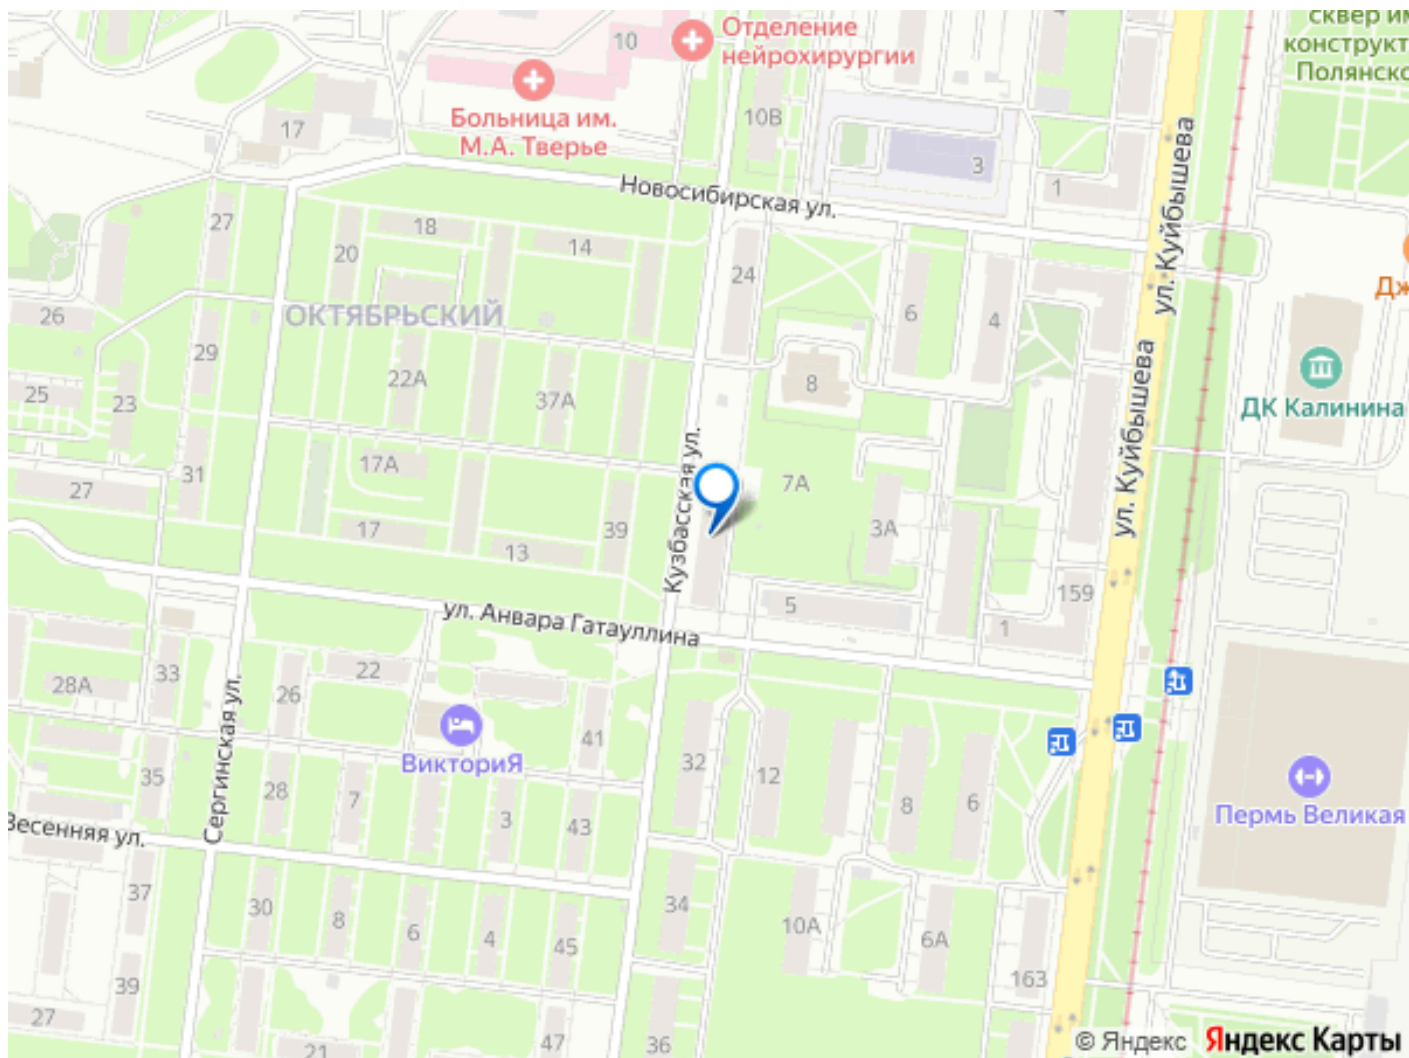 сквер им
конструкт
Полянско
Отделение
нейрохирургии
10
Больница им.
М.А. Тверье
10В
17
3
1
Новосибирская ул.
ул. Куйбышева
27
18
20
14
24
6
4
Дж
ОКТЯБРЬСКИЙ
26
29
22А
37А
8
ул. Куйбышева
ДК Калинина
25
23
Кузбасская ул.
17А
31
27
7А
17
13
39
3А
5
159
1
ул. Анвара Гатауллина
22
33
28А
26
Сергинская ул.
ВикториЯ
41
32
12
35
28
7
3
43
8
6
Пермь Великая
Весенняя ул.
37
30
8
6
4
45
34
10А
6А
163
39
27
21
47
36
© Яндекс Яндекс Карты